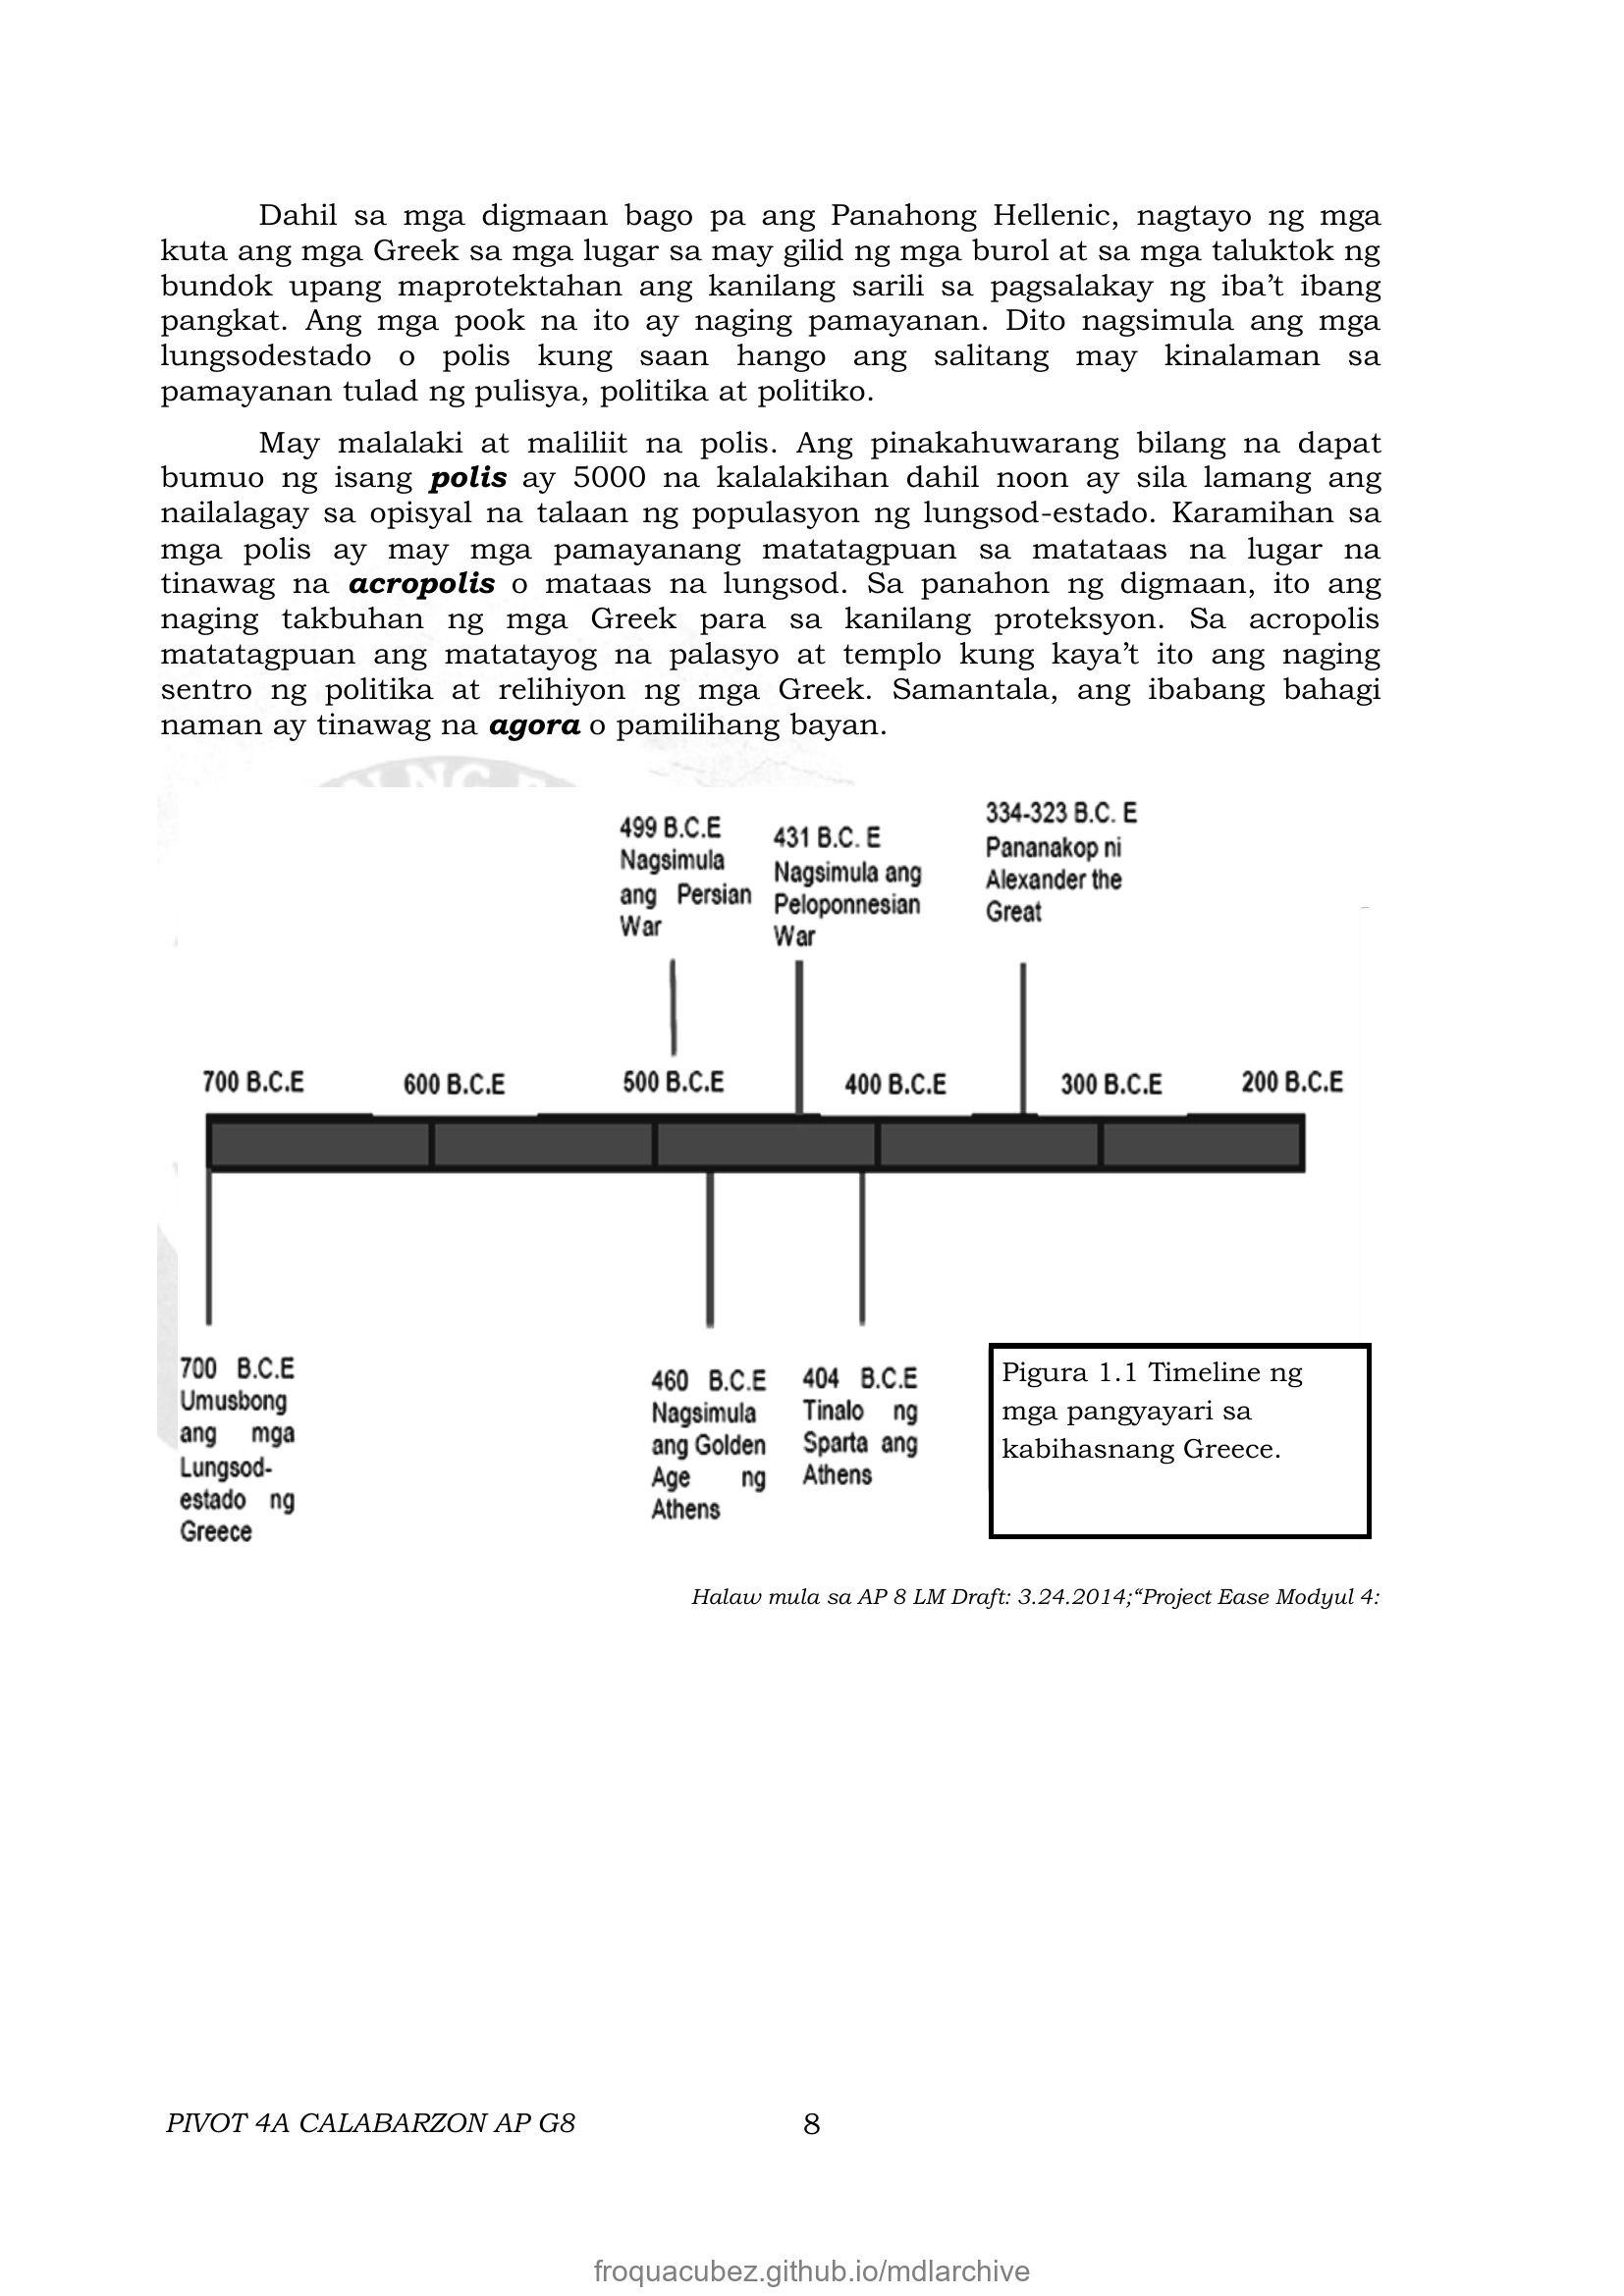 Dahil sa mga digmaan bago pa ang Panahong Hellenic, nagtayo ng mga
kuta ang mga Greek sa mga lugar sa may gilid ng mga burol at sa mga taluktok ng
bundok upang maprotektahan ang kanilang sarili sa pagsalakay ng iba’t ibang
pangkat. Ang mga pook na ito ay naging pamayanan. Dito nagsimula ang mga
lungsodestado o polis kung saan hango ang salitang may kinalaman sa
pamayanan tulad ng pulisya, politika at politiko.
May malalaki at maliliit na polis. Ang pinakahuwarang bilang na dapat
bumuo ng isang polis ay 5000 na kalalakihan dahil noon ay sila lamang ang
nailalagay sa opisyal na talaan ng populasyon ng lungsod-estado. Karamihan sa
mga polis ay may mga pamayanang matatagpuan sa matataas na lugar na
tinawag na acropolis o mataas na lungsod. Sa panahon ng digmaan, ito ang
naging takbuhan ng mga Greek para sa kanilang proteksyon. Sa acropolis
matatagpuan ang matatayog na palasyo at templo kung kaya’t ito ang naging
sentro ng politika at relihiyon ng mga Greek. Samantala, ang ibabang bahagi
naman ay tinawag na agora o pamilihang bayan.
499 B.C.E
Nagsimula
ang Persian
War
431 B.C. E
Nagsimula ang
Peloponnesian
War
334-323 B.C. E
Pananakop ni
Alexander the
Great
700 B.C.E
600 B.C.E
500 B.C.E
400 B.C.E
300 B.C.E
200 B.C.E
700 B.C.E
Umusbong
ang mga
Lungsod-
estado ng
Greece
460 B.C.E
Nagsimula
ang Golden
Age ng
Athens
404 B.C.E
Tinalo ng
Sparta ang
Athens
Pigura 1.1 Timeline ng
mga pangyayari sa
kabihasnang Greece.
Halaw mula sa AP 8 LM Draft: 3.24.2014;“Project Ease Modyul 4:
PIVOT 4A CALABARZON AP G8
8
froquacubez.github.io/mdlarchive